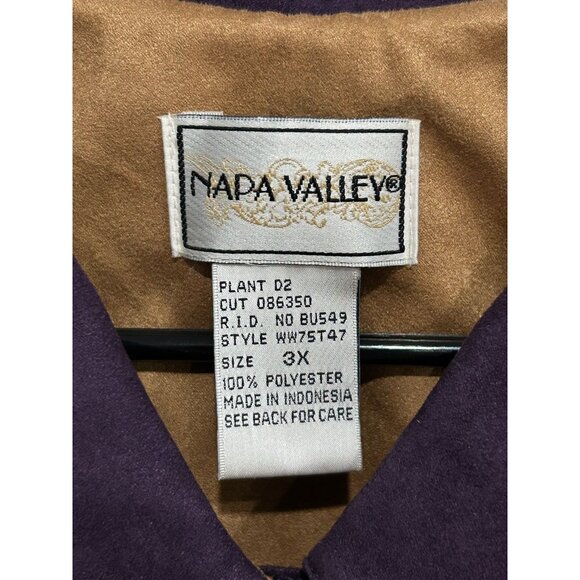 NAPA VALLEY®
PLANT D2
CUT 086350
R.I.D. NO BU549
STYLE WW75T47
SIZE 3X
100% POLYESTER
MADE IN INDONESIA
SEE BACK FOR CARE